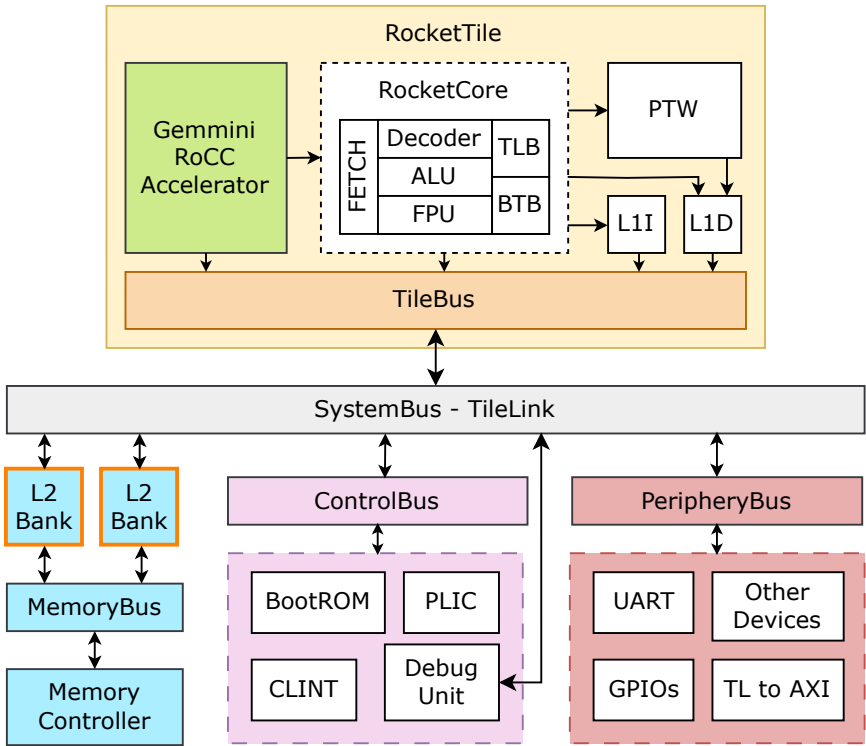 RocketTile
Gemmini
RoCC
Accelerator
RocketCore
FETCH
Decoder
ALU
FPU
TLB
BTB
PTW
L1I
L1D
TileBus
SystemBus - TileLink
L2
Bank
L2
Bank
MemoryBus
Memory
Controller
ControlBus
BootROM
PLIC
CLINT
Debug
Unit
PeripheryBus
UART
Other
Devices
GPIOs
TL to AXI